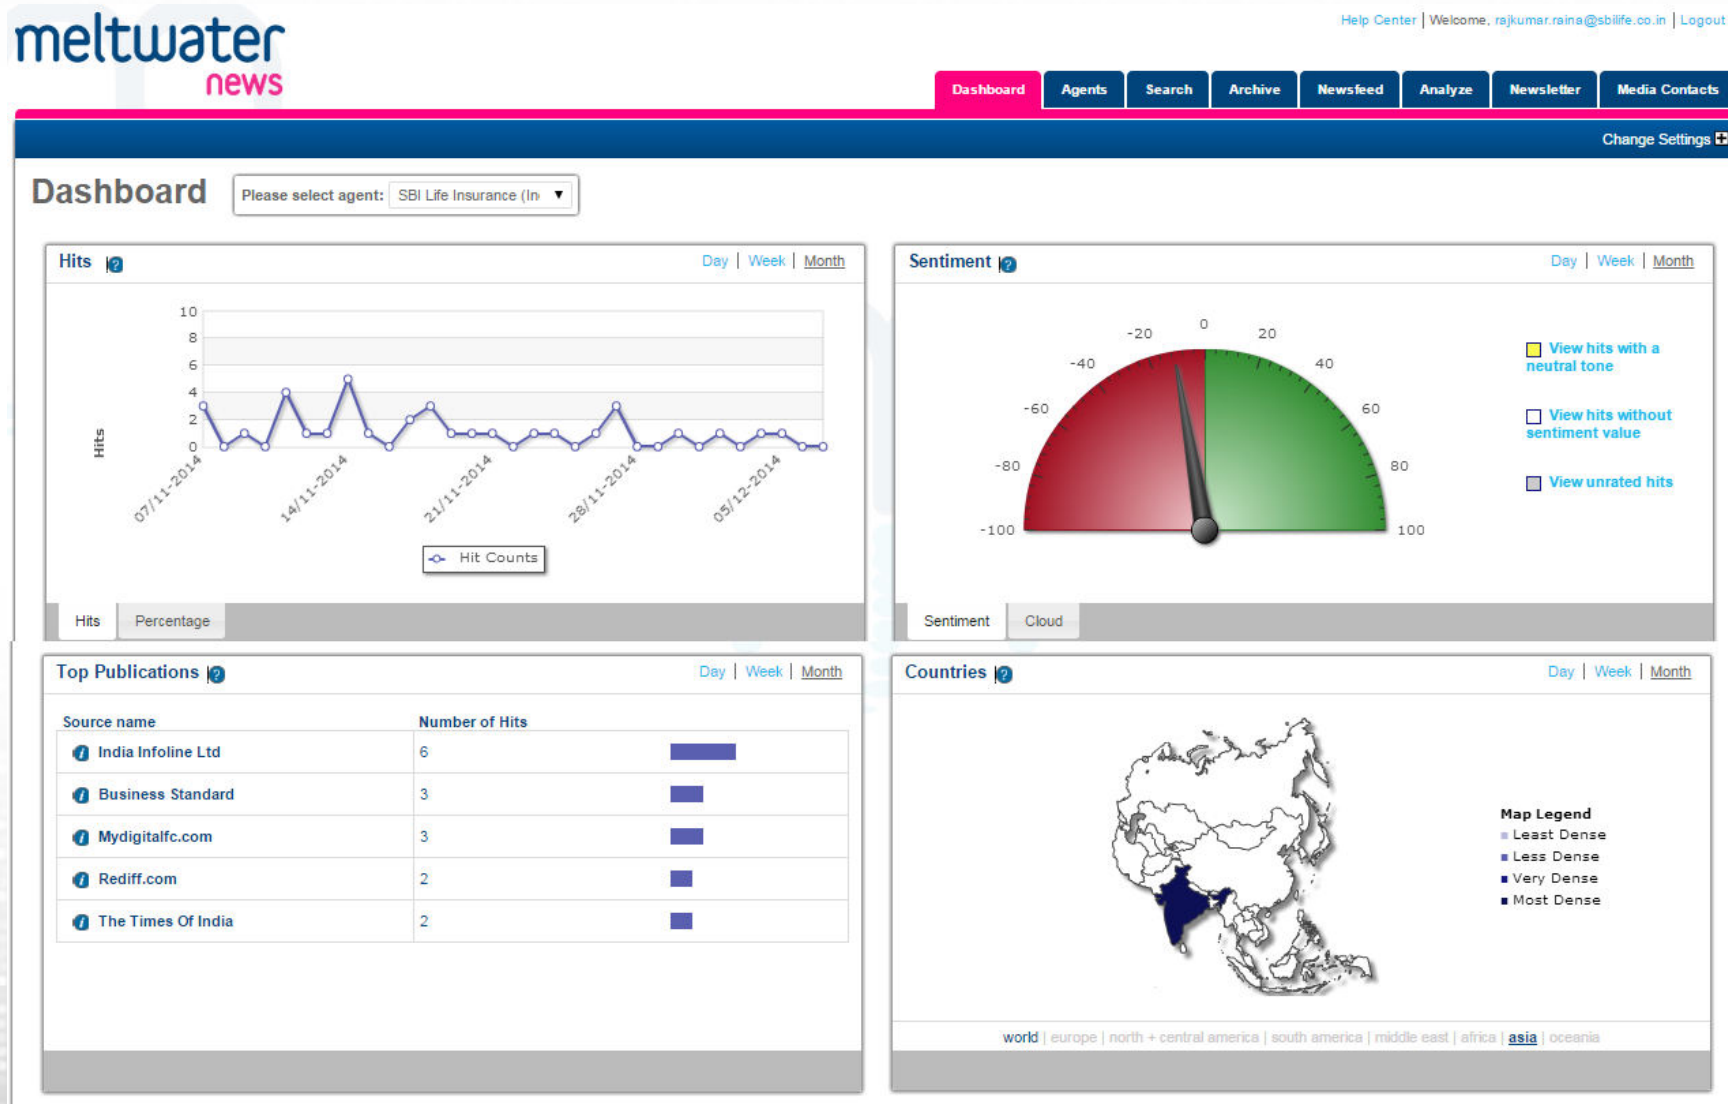 meltwater
news
Help Center | Welcome, rajkumar.raina@sbilife.co.in | Logout
Dashboard Agents Search Archive Newsfeed Analyze Newsletter Media Contacts
Change Settings
Dashboard
Please select agent: SBI Life Insurance (In
Hits
Day | Week | Month
10
8
6
4
2
0
Hits
07/11-2014 14/11-2014 21/11-2014 28/11-2014 05/12-2014
Hit Counts
Hits Percentage
Sentiment
Day | Week | Month
-100 -80 -60 -40 -20 0 20 40 60 80 100
View hits with a
neutral tone
View hits without
sentiment value
View unrated hits
Sentiment Cloud
Top Publications
Day | Week | Month
Source name Number of Hits
India Infoline Ltd 6
Business Standard 3
Mydigitalfc.com 3
Rediff.com 2
The Times Of India 2
Countries
Day | Week | Month
Map Legend
Least Dense
Less Dense
Very Dense
Most Dense
world | europe | north + central america | south america | middle east | africa | asia | oceania